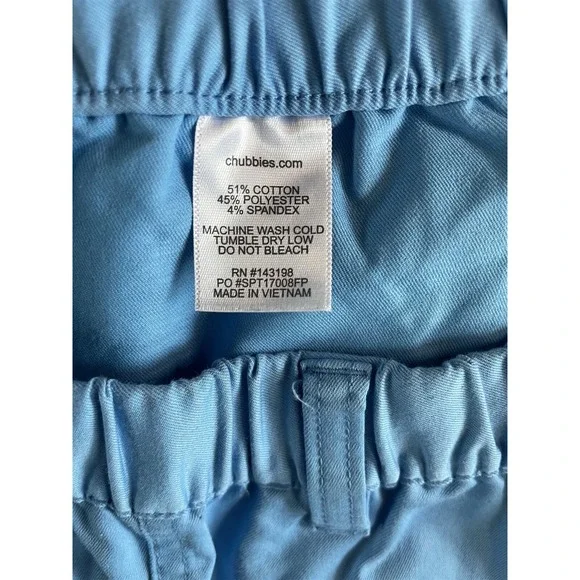 chubbies.com
51% COTTON
45% POLYESTER
4% SPANDEX
MACHINE WASH COLD
TUMBLE DRY LOW
DO NOT BLEACH
RN #143198
PO #SPT17008FP
MADE IN VIETNAM